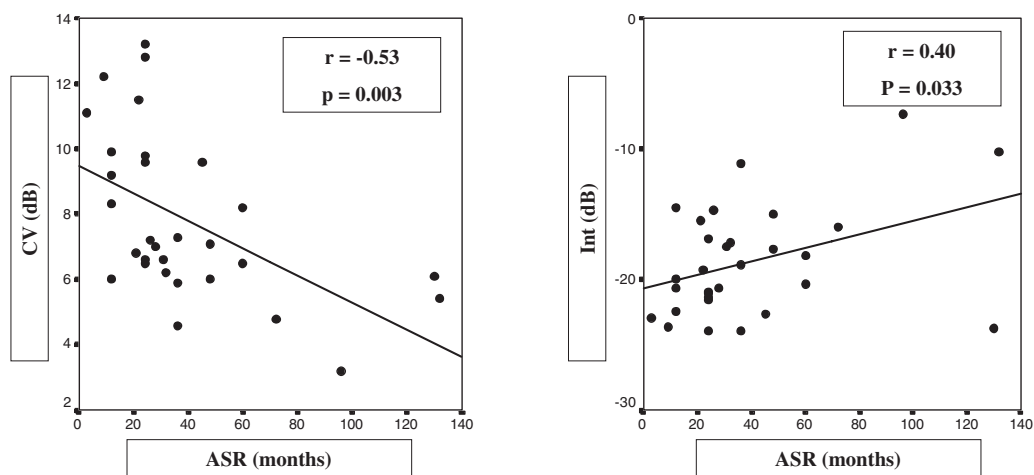 14
12
10
8
6
4
2
CV (dB)
r = -0.53
p = 0.003
0 20 40 60 80 100 120 140
ASR (months)
-0
-10
-20
-30
Int (dB)
r = 0.40
P = 0.033
0 20 40 60 80 100 120 140
ASR (months)